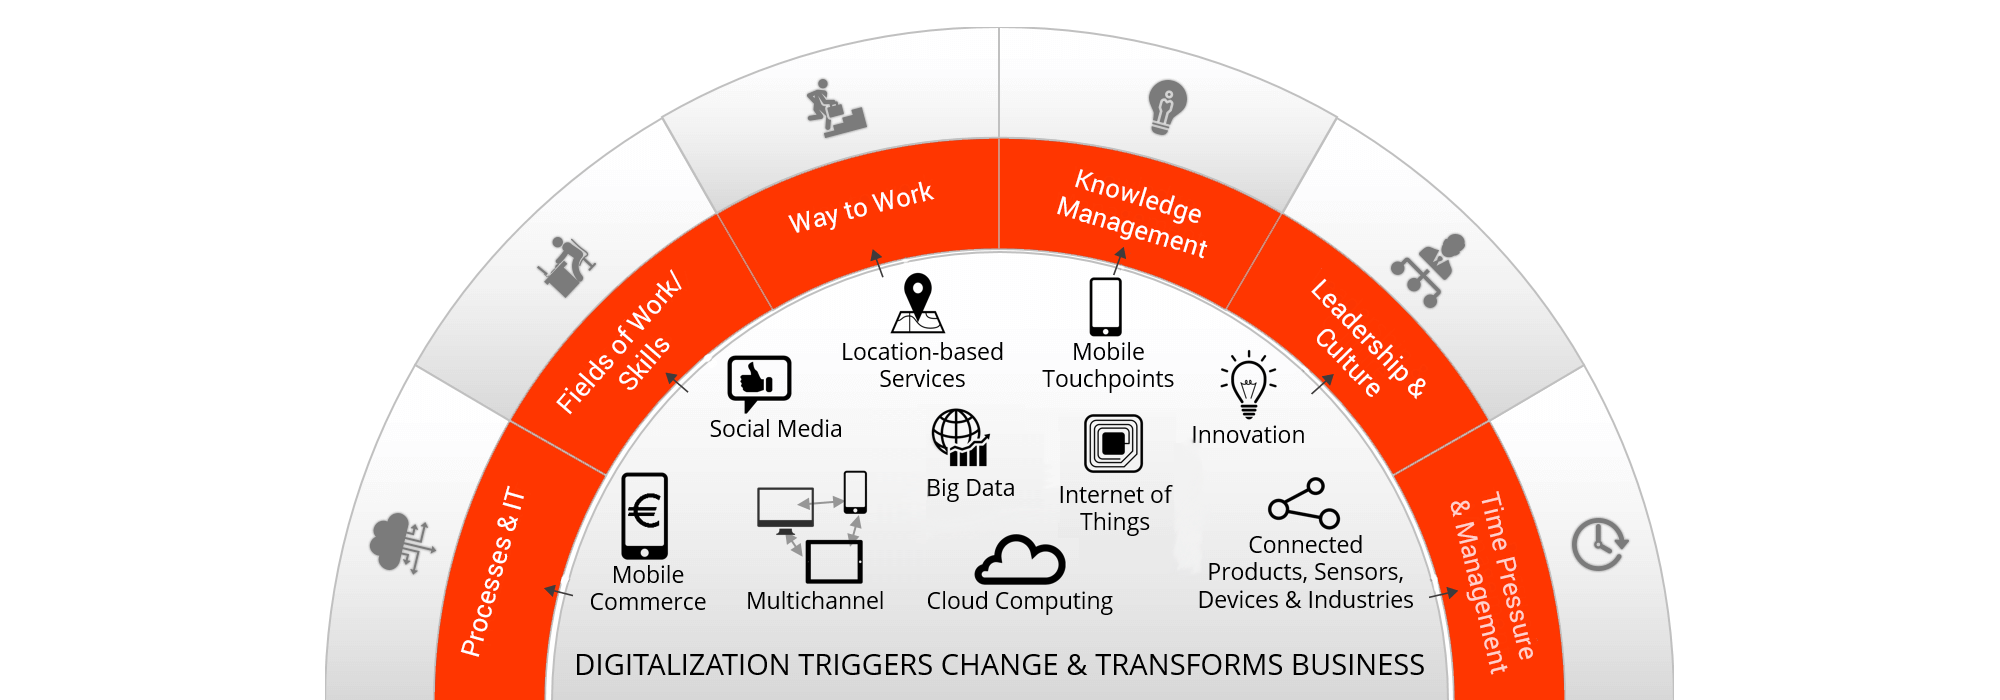 Processes & IT
Fields of Work/
Skills
Way to Work
Knowledge
Management
Leadership &
Culture
Time Pressure
& Management
Location-based
Services
Mobile
Touchpoints
Social Media
Innovation
Big Data
Internet of
Things
€
Mobile
Commerce
Multichannel
Cloud Computing
Connected
Products, Sensors,
Devices & Industries
DIGITALIZATION TRIGGERS CHANGE & TRANSFORMS BUSINESS